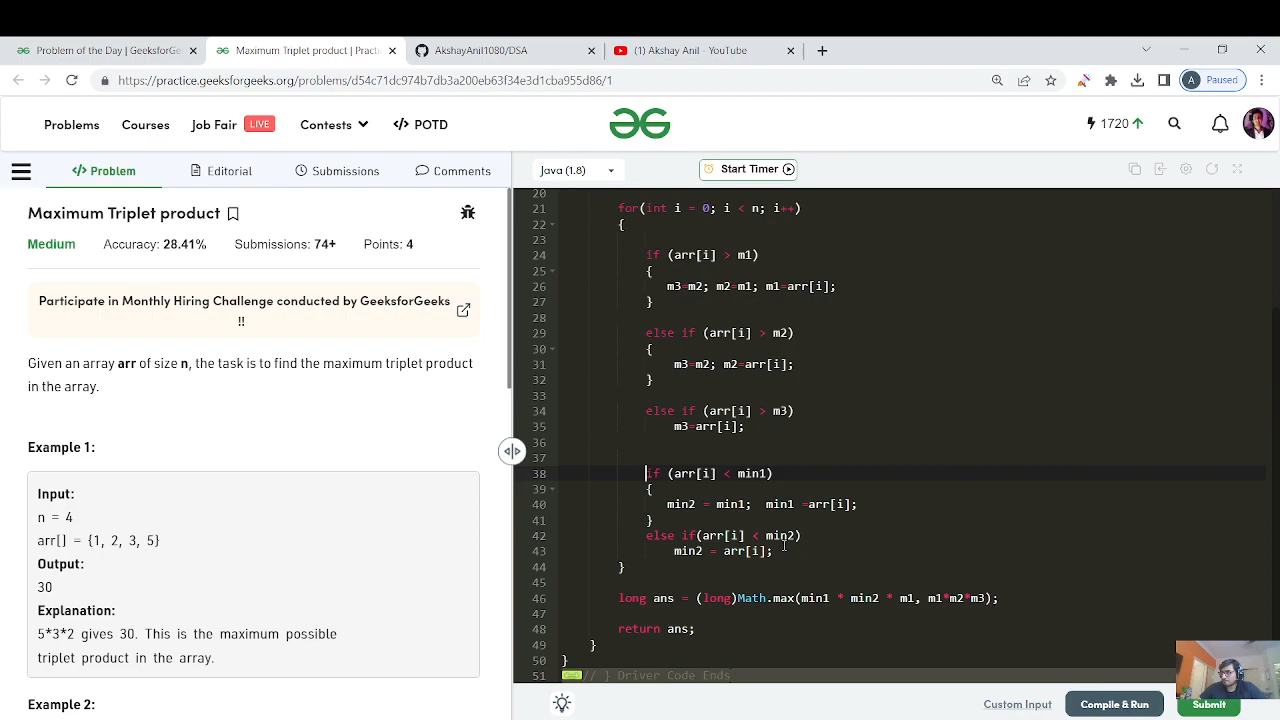 Problem of the Day | GeeksforGe
Maximum Triplet product | Practi
AkshayAnil1080/DSA
(1) Akshay Anil - YouTube
https://practice.geeksforgeeks.org/problems/d54c71dc974b7db3a200eb63f34e3d1cba955d86/1
A Paused
Problems Courses Job Fair LIVE Contests </> POTD
1720
</> Problem Editorial Submissions Comments
Java (1.8) Start Timer
Maximum Triplet product
Medium Accuracy: 28.41% Submissions: 74+ Points: 4
Participate in Monthly Hiring Challenge conducted by GeeksforGeeks
!!
Given an array arr of size n, the task is to find the maximum triplet product
in the array.
Example 1:
Input:
n = 4
arr[] = {1, 2, 3, 5}
Output:
30
Explanation:
5*3*2 gives 30. This is the maximum possible
triplet product in the array.
Example 2:
20
21 for(int i = 0; i < n; i++)
22 {
23
24 if (arr[i] > m1)
25 {
26 m3=m2; m2=m1; m1=arr[i];
27 }
28
29 else if (arr[i] > m2)
30 {
31 m3=m2; m2=arr[i];
32 }
33
34 else if (arr[i] > m3)
35 m3=arr[i];
36
37
38 if (arr[i] < min1)
39 {
40 min2 = min1; min1 =arr[i];
41 }
42 else if(arr[i] < min2)
43 min2 = arr[i];
44 }
45
46 long ans = (long)Math.max(min1 * min2 * m1, m1*m2*m3);
47
48 return ans;
49 }
50 }
51 // } Driver Code Ends
Custom Input Compile & Run Submit